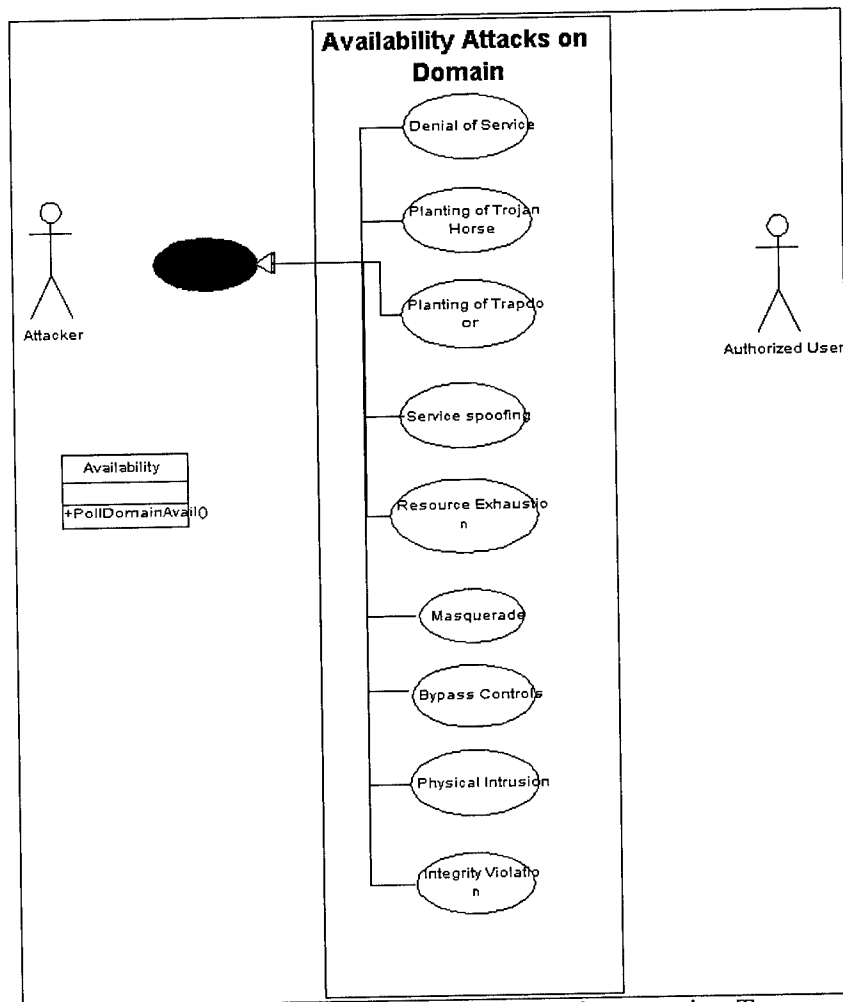 Availability Attacks on
Domain
Denial of Service
Planting of Trojan
Horse
Planting of Trapdo
or
Attacker
Authorized User
Service spoofing
Availability
+PollDomainAvail()
Resource Exhaustio
n
Masquerade
Bypass Controls
Physical Intrusion
Integrity Violatio
n